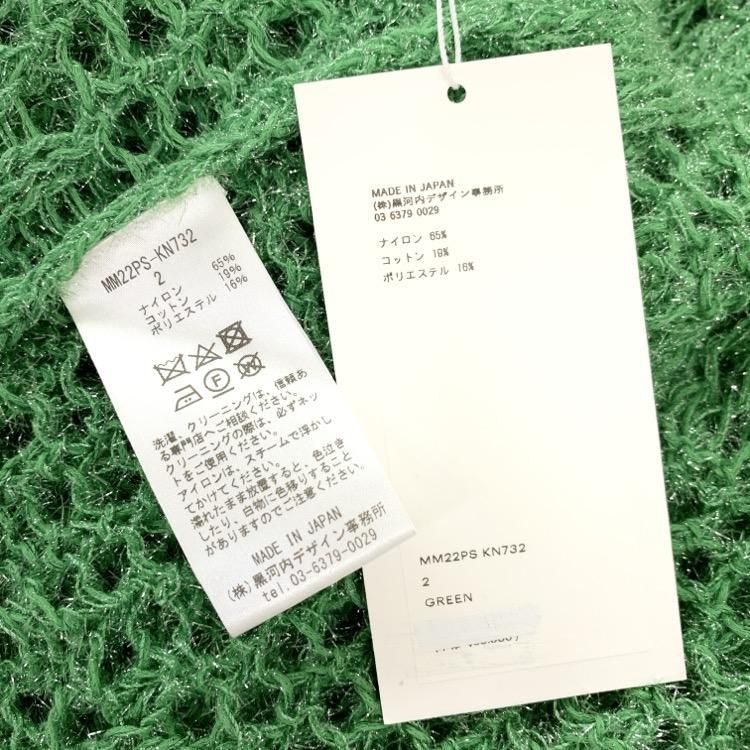 MM22PS-KN732
2
ナイロン 65%
コットン 19%
ポリエステル 16%
洗濯、クリーニングは、信頼あ
る専門店へご相談ください。
クリーニングの際は、必ずネッ
トをご使用ください。
アイロンは、スチームで浮かし
てかけてください。
濡れたまま放置すると、色泣き
したり、白物に色移りすること
がありますのでご注意ください。
MADE IN JAPAN
(株)黒河内デザイン事務所
tel.03-6379-0029
MADE IN JAPAN
(株)黒河内デザイン事務所
03 6379 0029
ナイロン 65%
コットン 19%
ポリエステル 16%
MM22PS KN732
2
GREEN